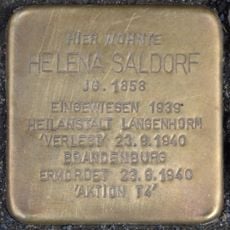 HIER WOHNTE
HELENA SALDORF
JG. 1858
EINGEWIESEN 1939
HEILANSTALT LANGENHORM
'VERLEGT' 23.9.1940
BRANDENBURG
ERMORDET 23.9.1940
'AKTION T4'